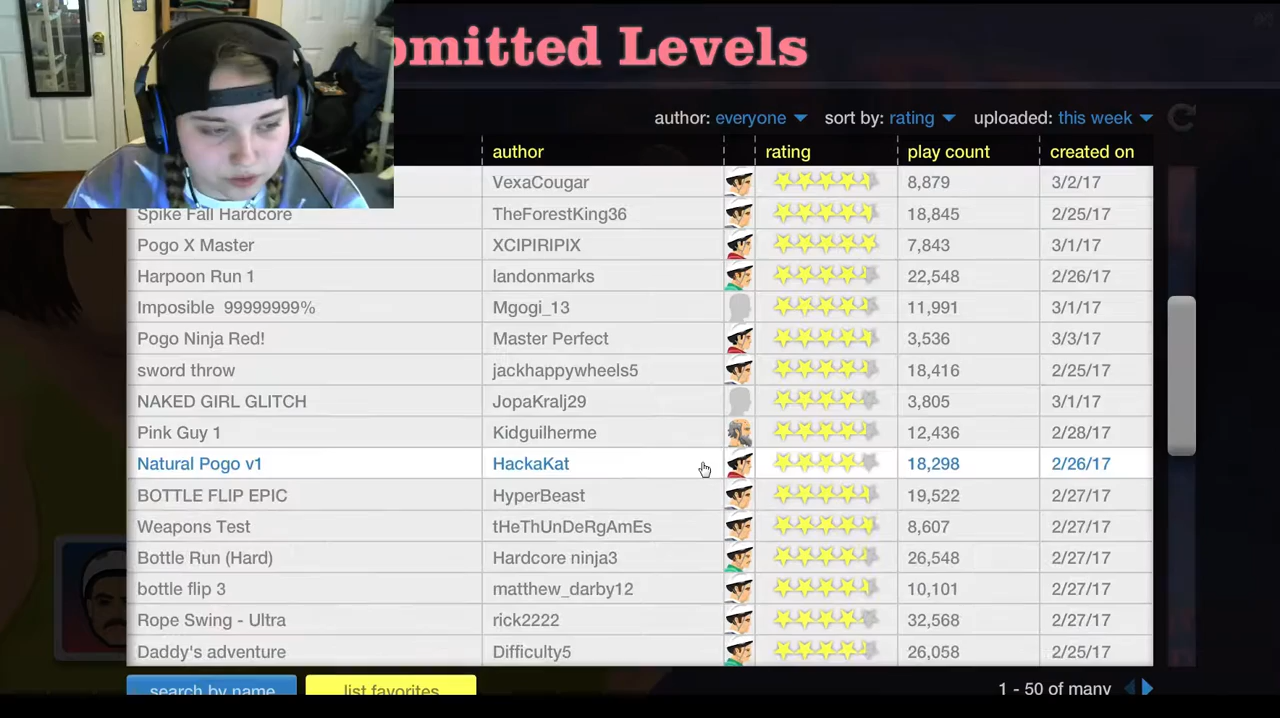 omitted Levels
author: everyone sort by: rating uploaded: this week
author rating play count created on
VexaCougar 8,879 3/2/17
Spike Fall Hardcore TheForestKing36 18,845 2/25/17
Pogo X Master XCIPIRIPIX 7,843 3/1/17
Harpoon Run 1 landonmarks 22,548 2/26/17
Imposible 99999999% Mgogi_13 11,991 3/1/17
Pogo Ninja Red! Master Perfect 3,536 3/3/17
sword throw jackhappywheels5 18,416 2/25/17
NAKED GIRL GLITCH JopaKralj29 3,805 3/1/17
Pink Guy 1 Kidguilherme 12,436 2/28/17
Natural Pogo v1 HackaKat 18,298 2/26/17
BOTTLE FLIP EPIC HyperBeast 19,522 2/27/17
Weapons Test tHeThUnDeRgAmEs 8,607 2/27/17
Bottle Run (Hard) Hardcore ninja3 26,548 2/27/17
bottle flip 3 matthew_darby12 10,101 2/27/17
Rope Swing - Ultra rick2222 32,568 2/27/17
Daddy's adventure Difficulty5 26,058 2/25/17
search by name list favorites 1 - 50 of many